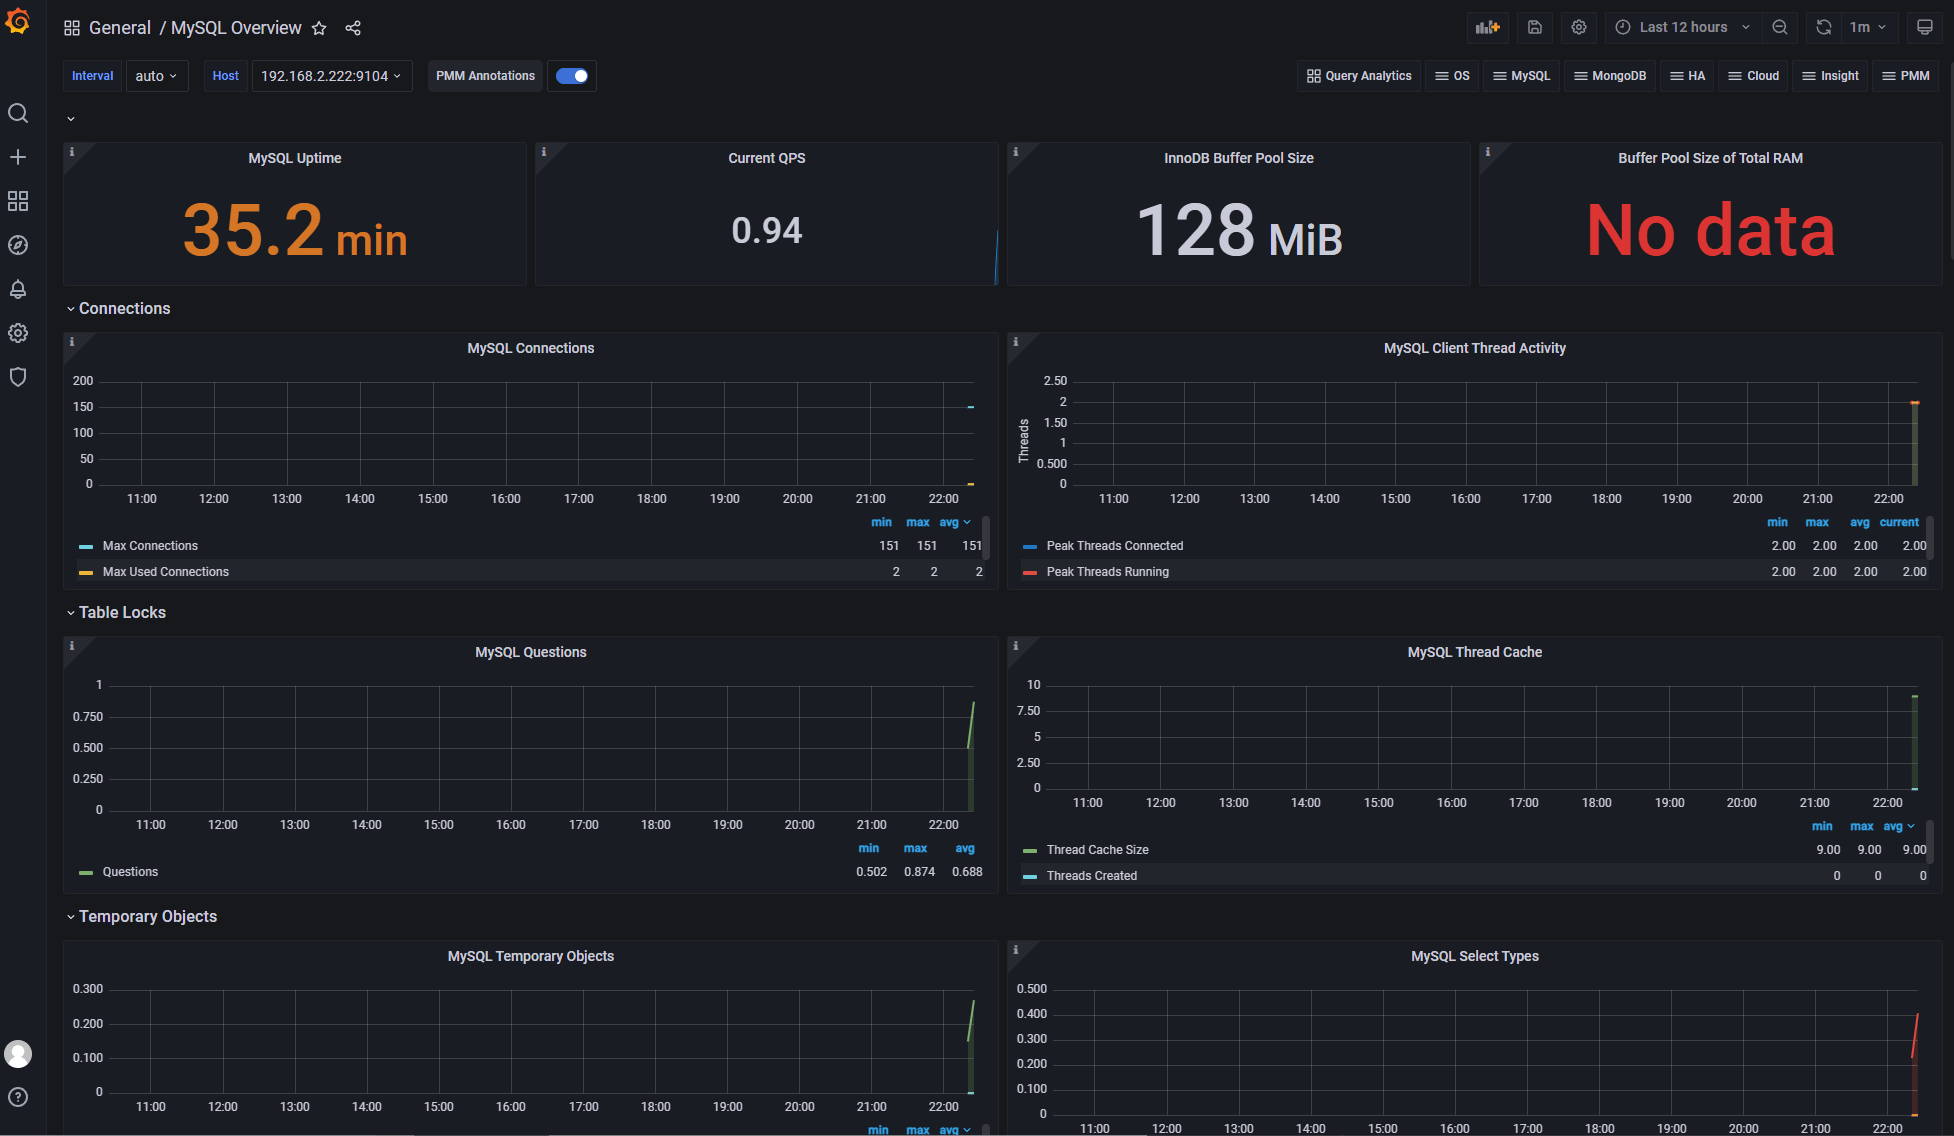 General / MySQL Overview
Last 12 hours
1m
Interval auto Host 192.168.2.222:9104 PMM Annotations
Query Analytics OS MySQL MongoDB HA Cloud Insight PMM
MySQL Uptime
35.2 min
Current QPS
0.94
InnoDB Buffer Pool Size
128 MiB
Buffer Pool Size of Total RAM
No data
Connections
MySQL Connections
200
150
100
50
0
11:00 12:00 13:00 14:00 15:00 16:00 17:00 18:00 19:00 20:00 21:00 22:00
min max avg
Max Connections 151 151 151
Max Used Connections 2 2 2
MySQL Client Thread Activity
Threads
2.50
2
1.50
1
0.500
0
11:00 12:00 13:00 14:00 15:00 16:00 17:00 18:00 19:00 20:00 21:00 22:00
min max avg current
Peak Threads Connected 2.00 2.00 2.00 2.00
Peak Threads Running 2.00 2.00 2.00 2.00
Table Locks
MySQL Questions
1
0.750
0.500
0.250
0
11:00 12:00 13:00 14:00 15:00 16:00 17:00 18:00 19:00 20:00 21:00 22:00
min max avg
Questions 0.502 0.874 0.688
MySQL Thread Cache
10
7.50
5
2.50
0
11:00 12:00 13:00 14:00 15:00 16:00 17:00 18:00 19:00 20:00 21:00 22:00
min max avg
Thread Cache Size 9.00 9.00 9.00
Threads Created 0 0 0
Temporary Objects
MySQL Temporary Objects
0.300
0.200
0.100
0
11:00 12:00 13:00 14:00 15:00 16:00 17:00 18:00 19:00 20:00 21:00 22:00
min max avg
MySQL Select Types
0.500
0.400
0.300
0.200
0.100
0
11:00 12:00 13:00 14:00 15:00 16:00 17:00 18:00 19:00 20:00 21:00 22:00